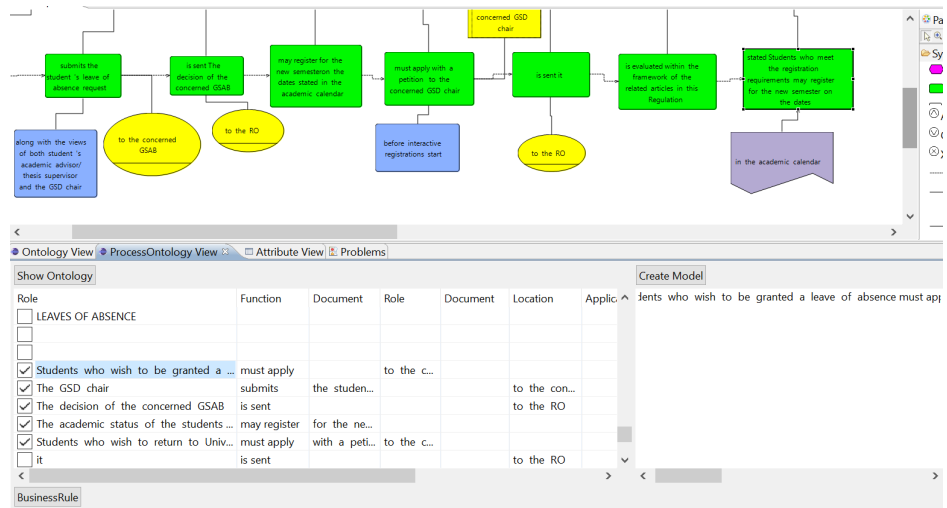 concerned GSD
chair
submits the
student 's leave of
absence request
is sent The
decision of the
concerned GSAB
may register for the
new semesteron the
dates stated in the
academic calendar
must apply with a
petition to the
concerned GSD chair
is sent it
is evaluated within the
framework of the
related articles in this
Regulation
stated Students who meet
the registration
requirements may register
for the new semester on
the dates
along with the views
of both student 's
academic advisor/
thesis supervisor
and the GSD chair
to the concerned
GSAB
to the RO
before interactive
registrations start
to the RO
in the academic calendar
Pa
Sy
Ontology View ProcessOntology View Attribute View Problems
Show Ontology Create Model
Role Function Document Role Document Location Applic
dents who wish to be granted a leave of absence must app
LEAVES OF ABSENCE
Students who wish to be granted a ... must apply to the c...
The GSD chair submits the studen... to the con...
The decision of the concerned GSAB is sent to the RO
The academic status of the students ... may register for the ne...
Students who wish to return to Univ... must apply with a peti... to the c...
it is sent to the RO
BusinessRule